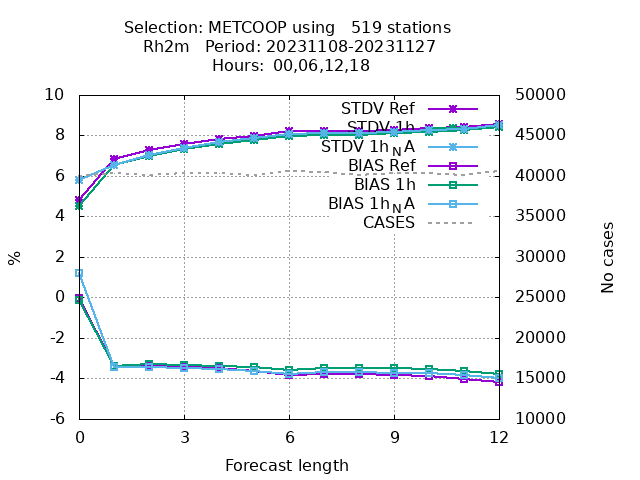 Selection: METCOOP using 519 stations
Rh2m Period: 20231108-20231127
Hours: 00,06,12,18
10
8
6
4
2
0
-2
-4
-6
%
50000
45000
40000
35000
30000
25000
20000
15000
10000
No cases
STDV Ref
STDV 1h
STDV 1hNA
BIAS Ref
BIAS 1h
BIAS 1hNA
CASES
0 3 6 9 12
Forecast length